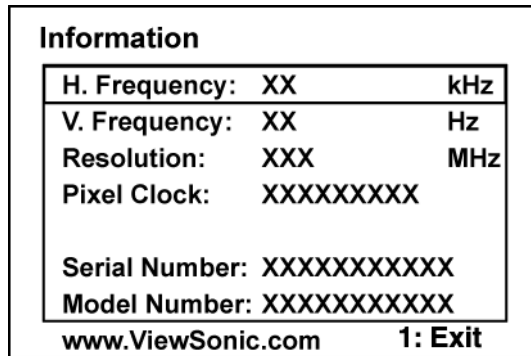 Information
H. Frequency: XX kHz
V. Frequency: XX Hz
Resolution: XXX MHz
Pixel Clock: XXXXXXXXX
Serial Number: XXXXXXXXXXX
Model Number: XXXXXXXXXXX
www.ViewSonic.com 1: Exit